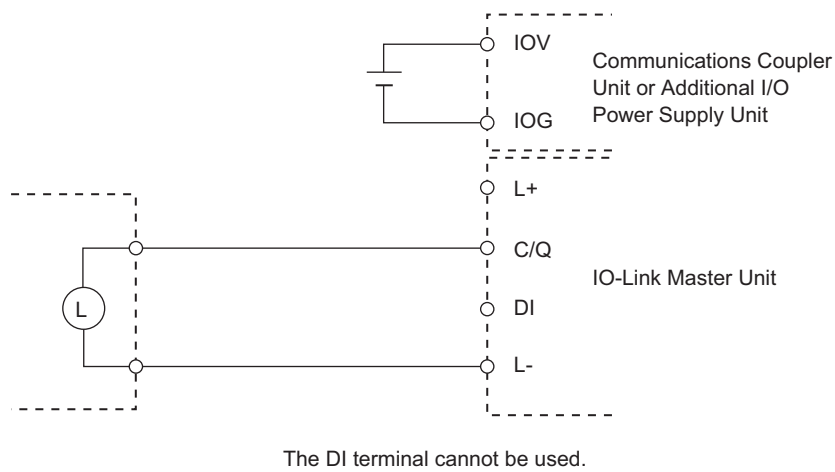 IOV
Communications Coupler
Unit or Additional I/O
Power Supply Unit
IOG
L+
C/Q
IO-Link Master Unit
L
DI
L-
The DI terminal cannot be used.